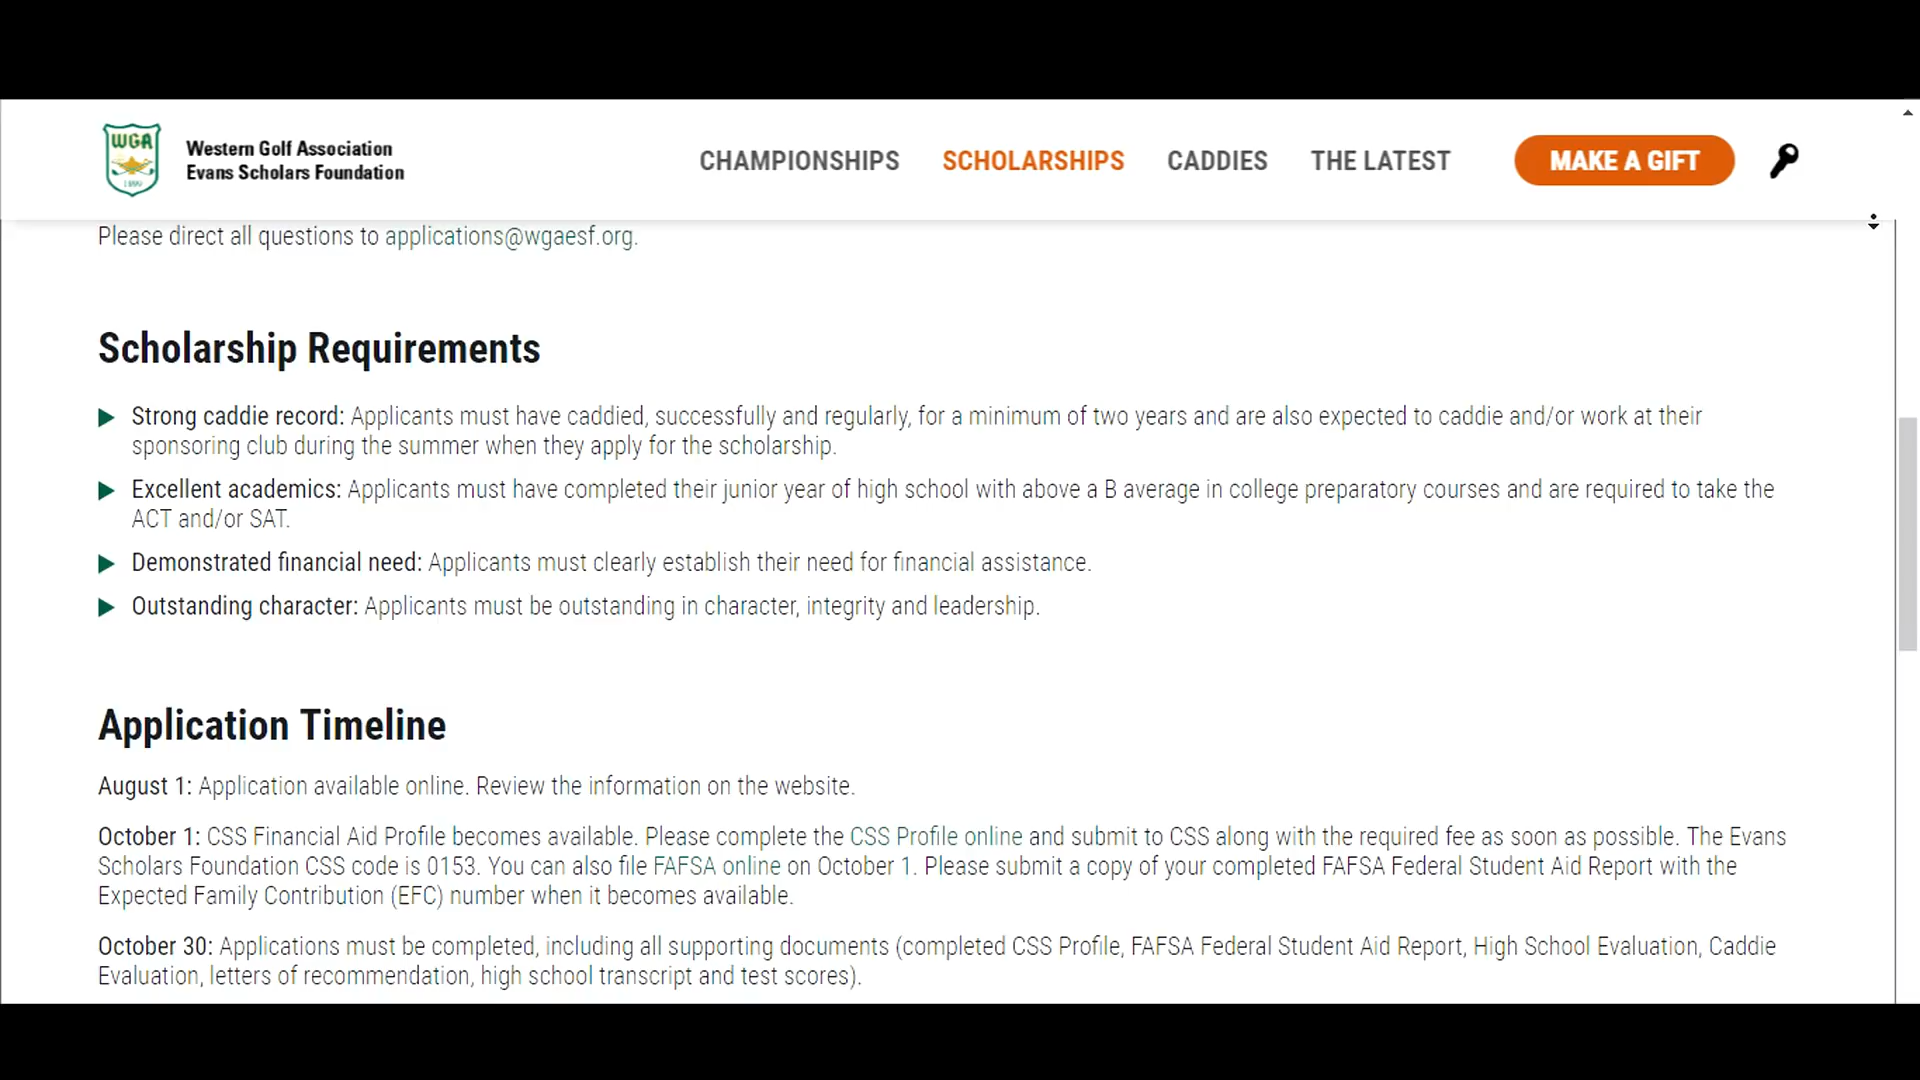 WGA
1899
Western Golf Association
Evans Scholars Foundation
CHAMPIONSHIPS
SCHOLARSHIPS
CADDIES
THE LATEST
MAKE A GIFT
Please direct all questions to applications@wgaesf.org.
Scholarship Requirements
Strong caddie record: Applicants must have caddied, successfully and regularly, for a minimum of two years and are also expected to caddie and/or work at their
sponsoring club during the summer when they apply for the scholarship.
Excellent academics: Applicants must have completed their junior year of high school with above a B average in college preparatory courses and are required to take the
ACT and/or SAT.
Demonstrated financial need: Applicants must clearly establish their need for financial assistance.
Outstanding character: Applicants must be outstanding in character, integrity and leadership.
Application Timeline
August 1: Application available online. Review the information on the website.
October 1: CSS Financial Aid Profile becomes available. Please complete the CSS Profile online and submit to CSS along with the required fee as soon as possible. The Evans
Scholars Foundation CSS code is 0153. You can also file FAFSA online on October 1. Please submit a copy of your completed FAFSA Federal Student Aid Report with the
Expected Family Contribution (EFC) number when it becomes available.
October 30: Applications must be completed, including all supporting documents (completed CSS Profile, FAFSA Federal Student Aid Report, High School Evaluation, Caddie
Evaluation, letters of recommendation, high school transcript and test scores).